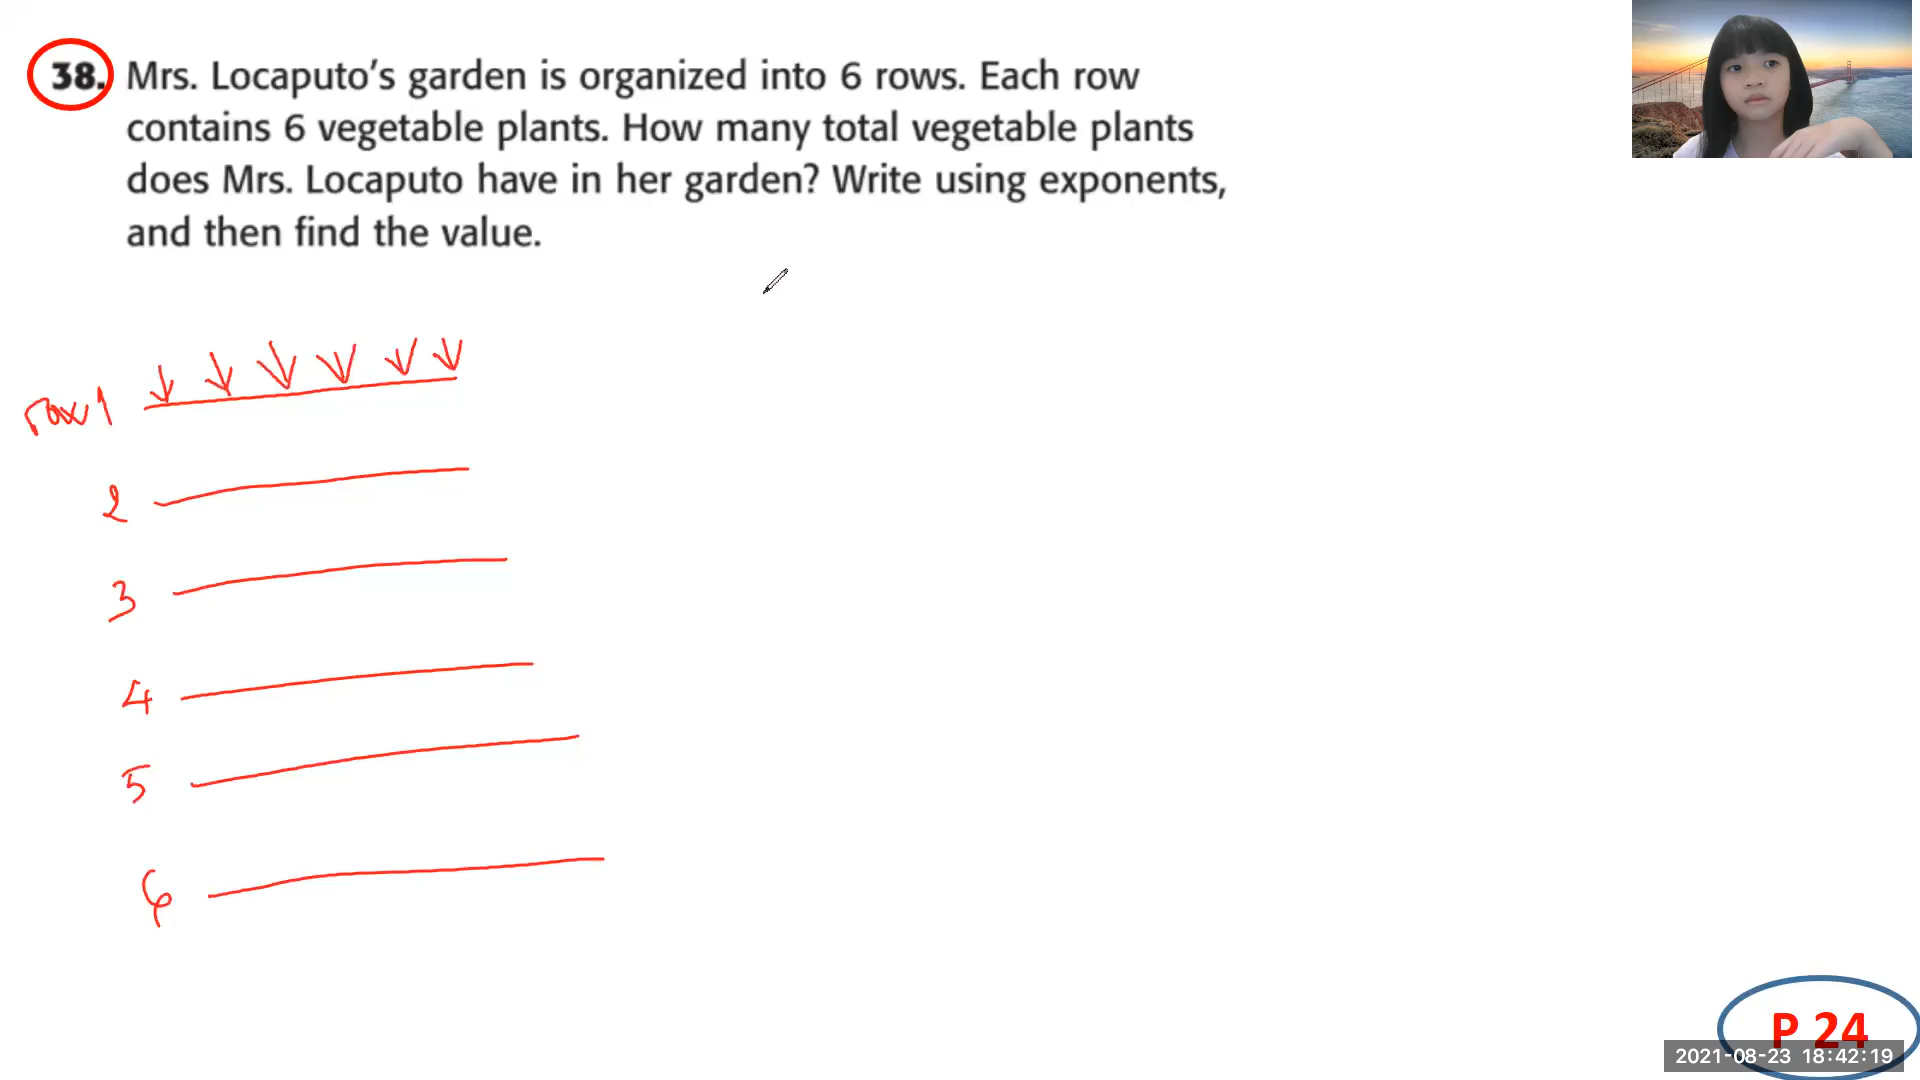 38. Mrs. Locaputo's garden is organized into 6 rows. Each row
contains 6 vegetable plants. How many total vegetable plants
does Mrs. Locaputo have in her garden? Write using exponents,
and then find the value.
row 1
2
3
4
5
6
P 24
2021-08-23 18:42:19